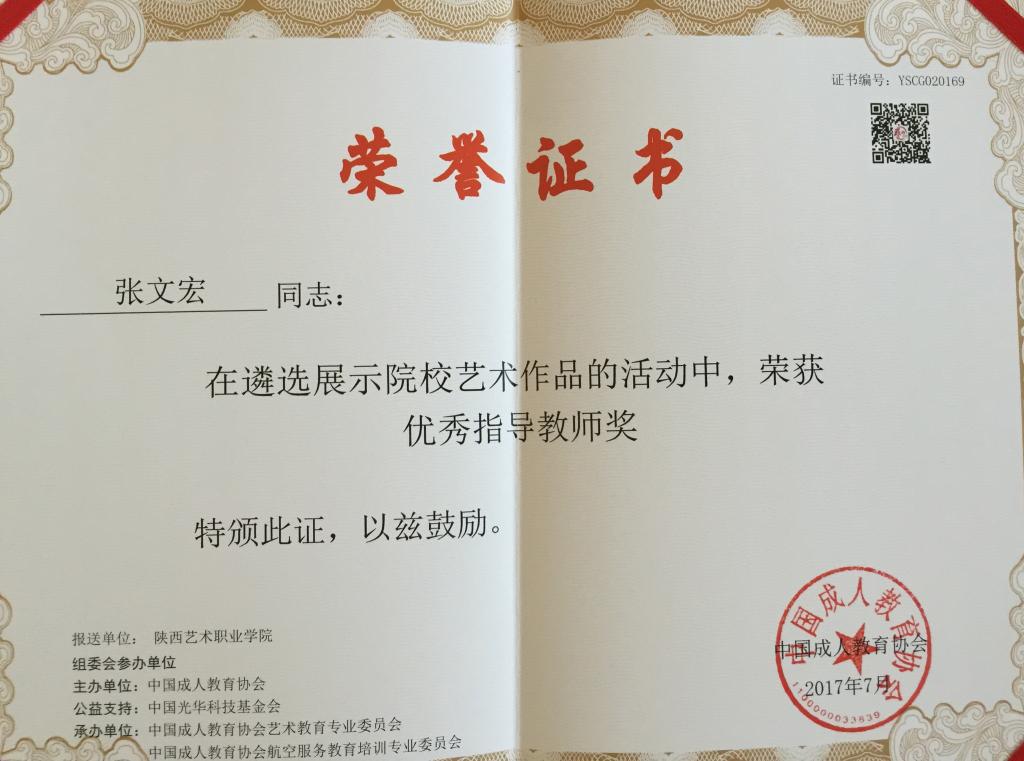 证书编号：YSCG020169
荣誉证书
张文宏 同志：
在遴选展示院校艺术作品的活动中，荣获
优秀指导教师奖
特颁此证，以兹鼓励。
报送单位： 陕西艺术职业学院
组委会参办单位
主办单位：中国成人教育协会
公益支持：中国光华科技基金会
承办单位：中国成人教育协会艺术教育专业委员会
中国成人教育协会航空服务教育培训专业委员会
中国成人教育协会
中国成人教育协会
2017年7月
1100000033839